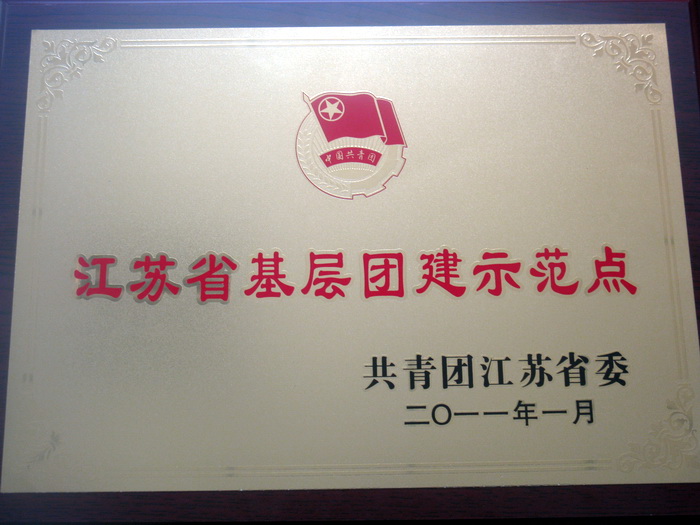 中国共青团
江苏省基层团建示范点
共青团江苏省委
二〇一一年一月